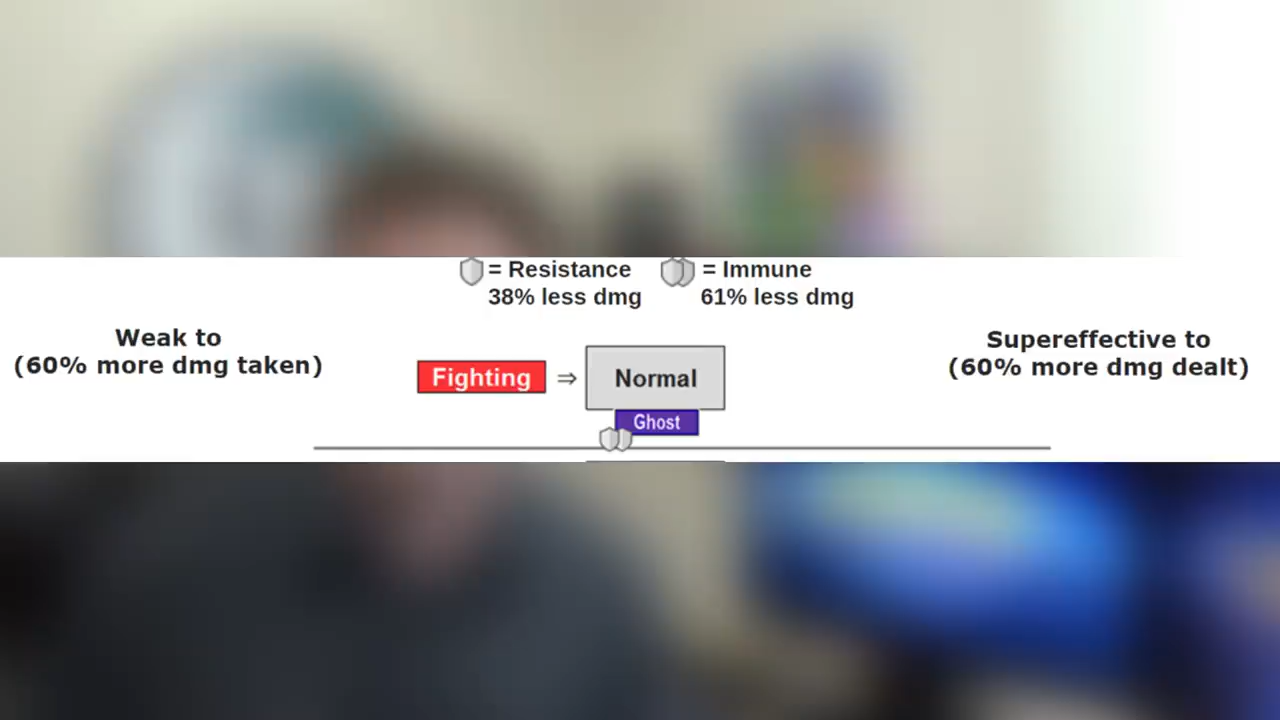 = Resistance = Immune
38% less dmg 61% less dmg
Weak to
(60% more dmg taken)
Supereffective to
(60% more dmg dealt)
Fighting ⇒ Normal
Ghost